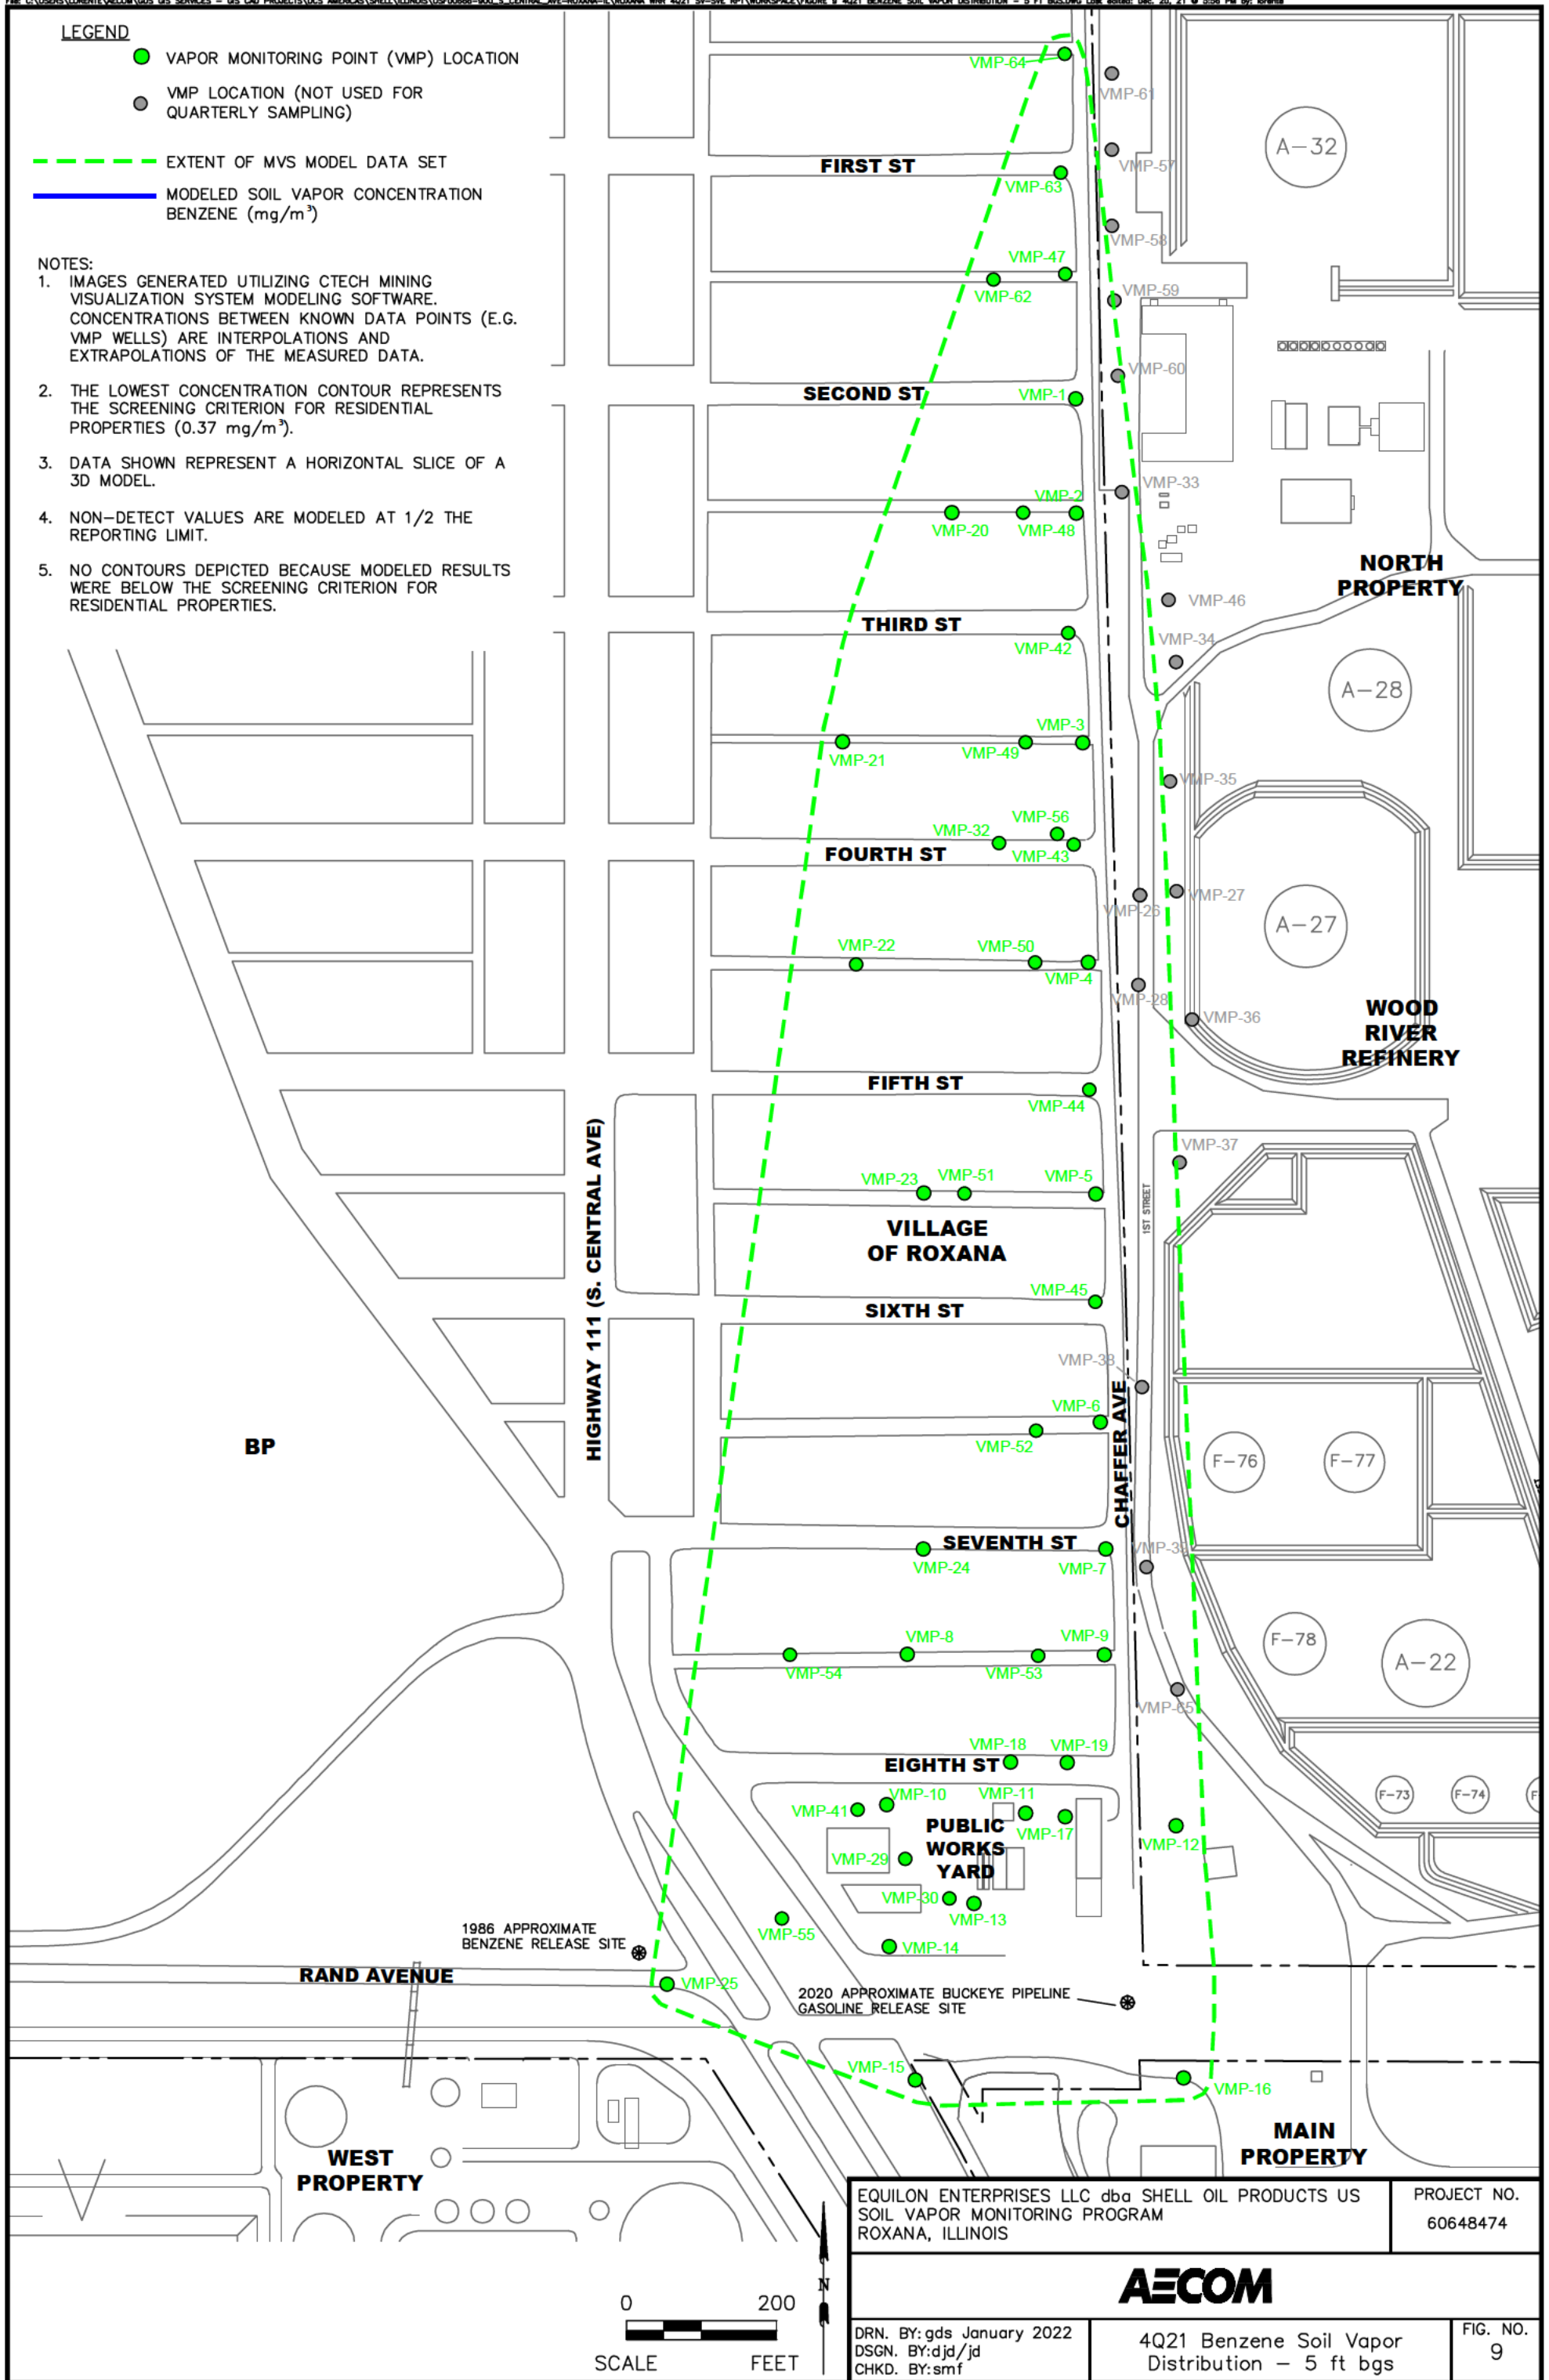 LEGEND
VAPOR MONITORING POINT (VMP) LOCATION
VMP LOCATION (NOT USED FOR
QUARTERLY SAMPLING)
EXTENT OF MVS MODEL DATA SET
MODELED SOIL VAPOR CONCENTRATION
BENZENE (mg/m³)
NOTES:
1. IMAGES GENERATED UTILIZING CTECH MINING
VISUALIZATION SYSTEM MODELING SOFTWARE.
CONCENTRATIONS BETWEEN KNOWN DATA POINTS (E.G.
VMP WELLS) ARE INTERPOLATIONS AND
EXTRAPOLATIONS OF THE MEASURED DATA.
2. THE LOWEST CONCENTRATION CONTOUR REPRESENTS
THE SCREENING CRITERION FOR RESIDENTIAL
PROPERTIES (0.37 mg/m³).
3. DATA SHOWN REPRESENT A HORIZONTAL SLICE OF A
3D MODEL.
4. NON-DETECT VALUES ARE MODELED AT 1/2 THE
REPORTING LIMIT.
5. NO CONTOURS DEPICTED BECAUSE MODELED RESULTS
WERE BELOW THE SCREENING CRITERION FOR
RESIDENTIAL PROPERTIES.
VMP-64
VMP-61
A-32
VMP-57
FIRST ST
VMP-63
VMP-58
VMP-47
VMP-62
VMP-59
VMP-60
SECOND ST
VMP-1
VMP-33
VMP-2
VMP-20
VMP-48
NORTH
PROPERTY
VMP-46
THIRD ST
VMP-42
VMP-34
A-28
VMP-3
VMP-21
VMP-49
VMP-35
VMP-56
VMP-32
VMP-43
FOURTH ST
VMP-26
VMP-27
A-27
VMP-22
VMP-50
VMP-4
VMP-28
VMP-36
WOOD
RIVER
REFINERY
FIFTH ST
VMP-44
VMP-37
VMP-23
VMP-51
VMP-5
1ST STREET
VILLAGE
OF ROXANA
HIGHWAY 111 (S. CENTRAL AVE)
VMP-45
SIXTH ST
VMP-38
CHAFFER AVE
VMP-6
VMP-52
BP
F-76
F-77
SEVENTH ST
VMP-24
VMP-7
VMP-39
VMP-8
VMP-9
VMP-54
VMP-53
F-78
A-22
VMP-65
VMP-18
VMP-19
EIGHTH ST
VMP-10
VMP-11
VMP-41
F-73
F-74
PUBLIC
WORKS
YARD
VMP-17
VMP-12
VMP-29
VMP-30
VMP-13
VMP-55
VMP-14
1986 APPROXIMATE
BENZENE RELEASE SITE
RAND AVENUE
VMP-25
2020 APPROXIMATE BUCKEYE PIPELINE
GASOLINE RELEASE SITE
VMP-15
VMP-16
MAIN
PROPERTY
WEST
PROPERTY
N
0 200
SCALE FEET
EQUILON ENTERPRISES LLC dba SHELL OIL PRODUCTS US
SOIL VAPOR MONITORING PROGRAM
ROXANA, ILLINOIS
PROJECT NO.
60648474
AECOM
DRN. BY:gds January 2022
DSGN. BY:djd/jd
CHKD. BY:smf
4Q21 Benzene Soil Vapor
Distribution - 5 ft bgs
FIG. NO.
9